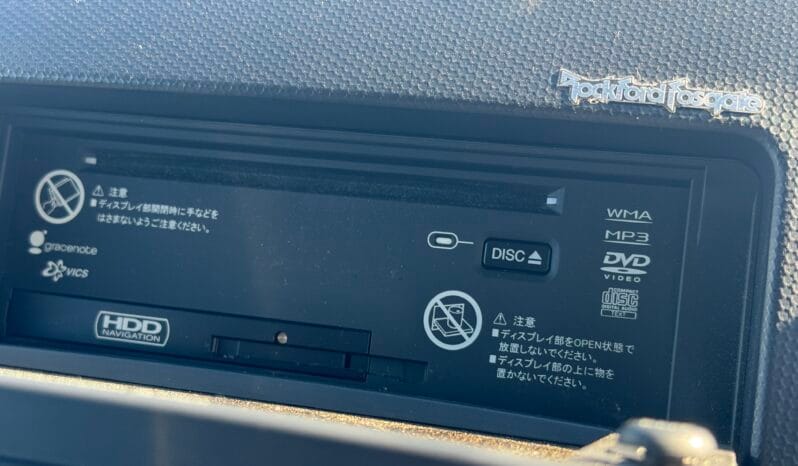 Rockford Fosgate
⚠ 注意
■ディスプレイ部開閉時に手などを
はさまないようご注意ください。
gracenote
VICS
HDD
NAVIGATION
DISC
WMA
MP3
DVD
VIDEO
COMPACT
DISC
DIGITAL AUDIO
TEXT
⚠ 注意
■ディスプレイ部をOPEN状態で
放置しないでください。
■ディスプレイ部の上に物を
置かないでください。